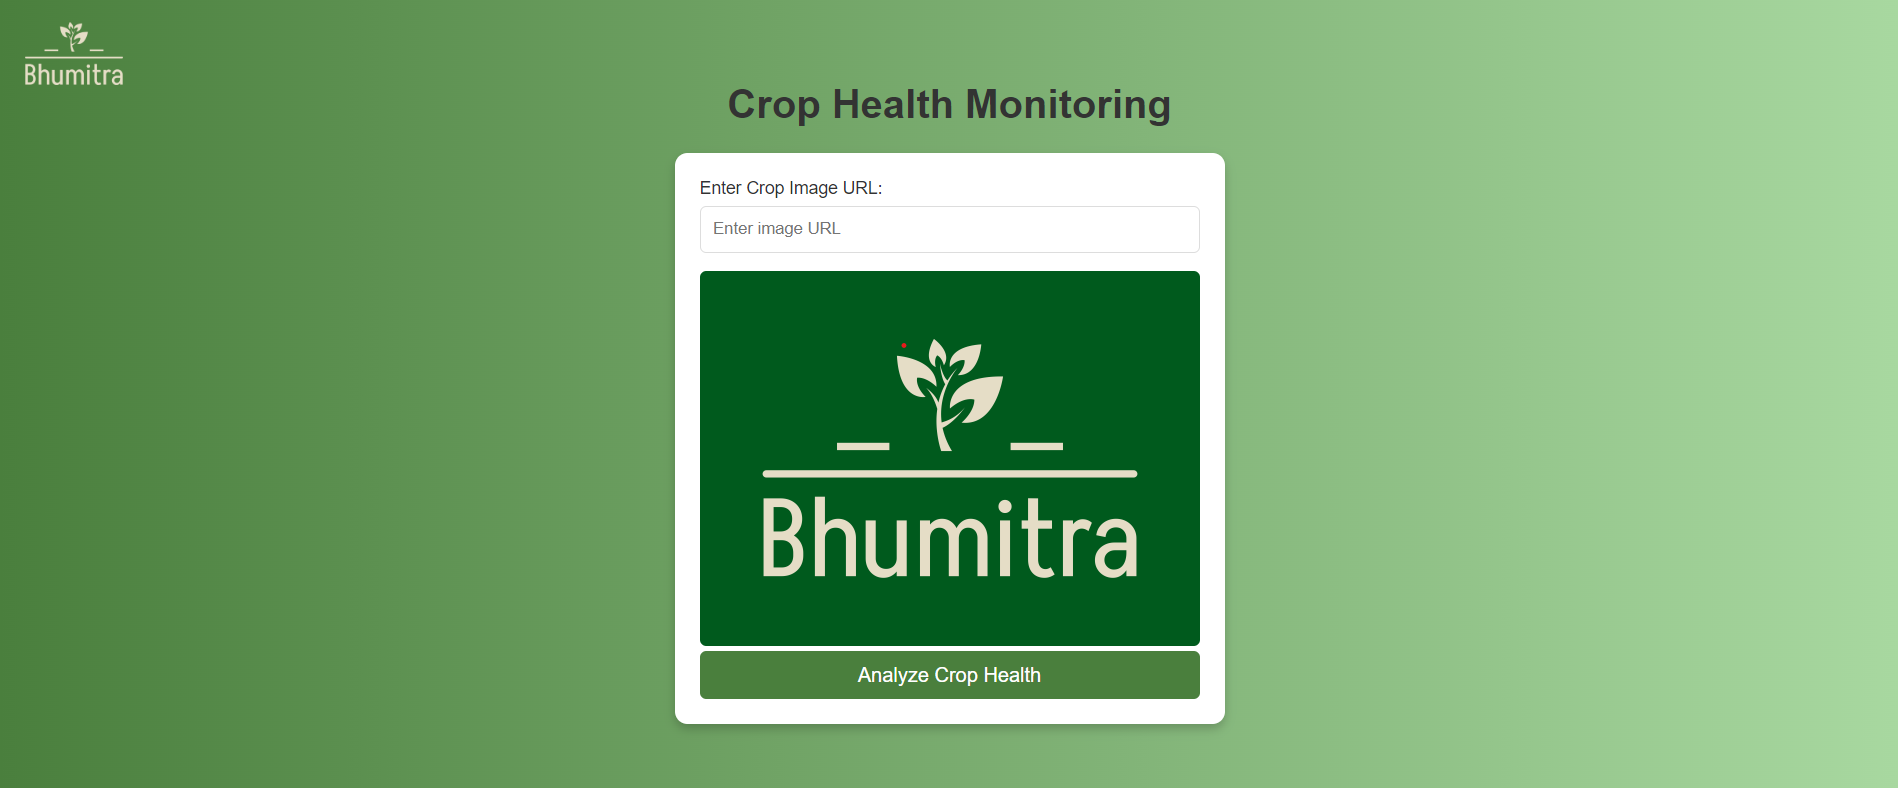 Bhumitra
Crop Health Monitoring
Enter Crop Image URL:
Enter image URL
Bhumitra
Analyze Crop Health